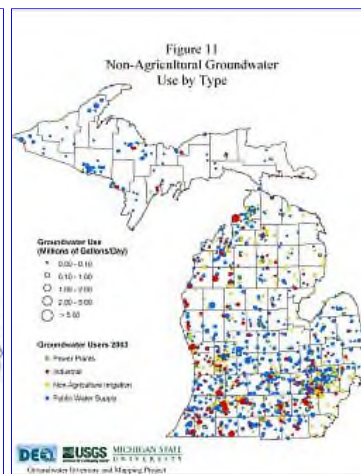 Figure 11
Non-Agricultural Groundwater
Use by Type
Groundwater Use
(Millions of Gallons/Day)
0.00 - 0.10
0.10 - 1.00
1.00 - 2.00
2.00 - 5.00
> 5.00
Groundwater Users 2003
Power Plants
Industrial
Non-Agriculture Irrigation
Public Water Supply
DEQ USGS MICHIGAN STATE
UNIVERSITY
Groundwater Inventory and Mapping Project